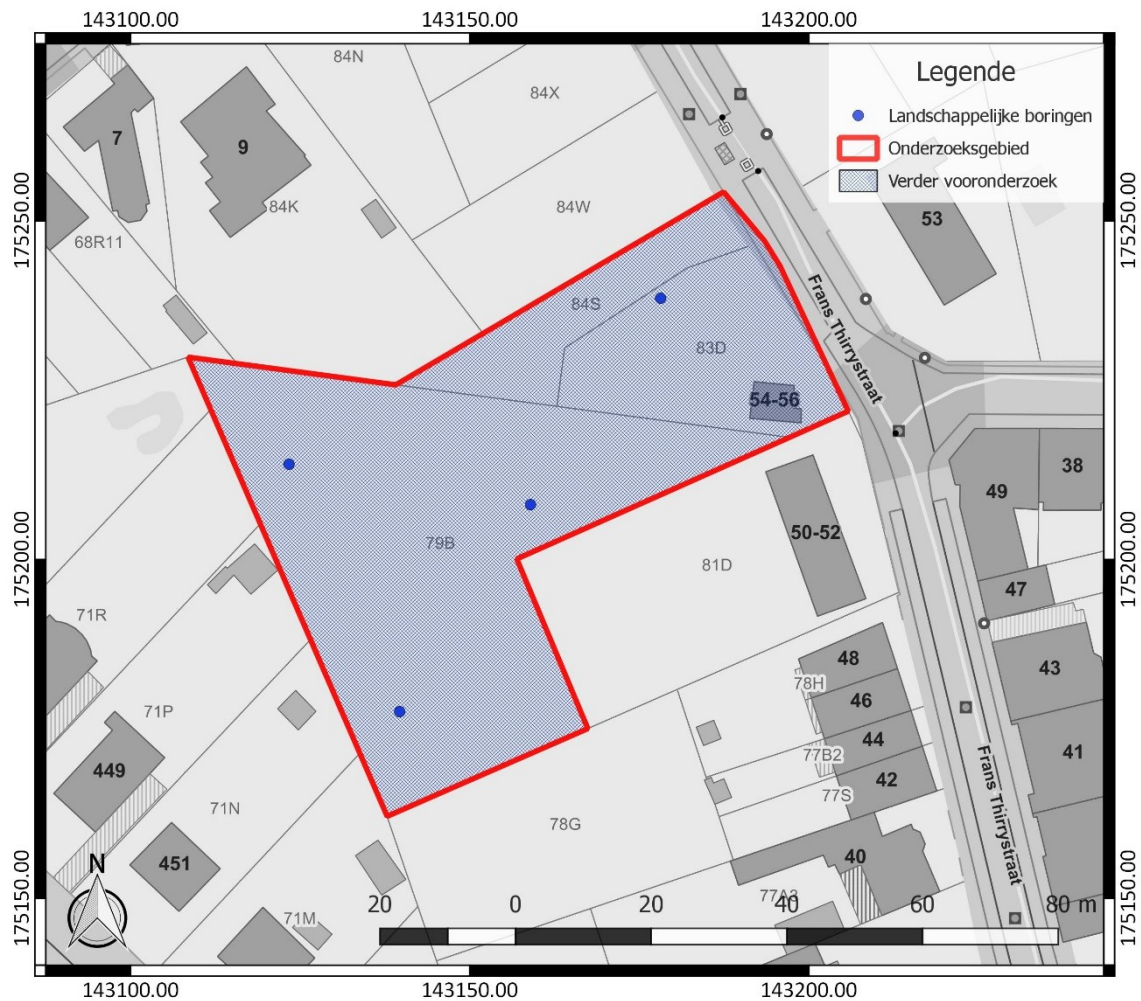 143100.00
143150.00
143200.00
84N
84X
Legende
Landschappelijke boringen
Onderzoeksgebied
Verder vooronderzoek
7
9
84K
84W
53
68R11
175250.00
175250.00
84S
83D
Frans Thirrystraat
54-56
49
38
50-52
79B
81D
175200.00
175200.00
47
71R
43
48
78H
46
71P
44
77B2
42
77S
41
449
71N
78G
Frans Thirrystraat
451
40
77A3
71M
175150.00
175150.00
N
20
0
20
40
60
80 m
143100.00
143150.00
143200.00